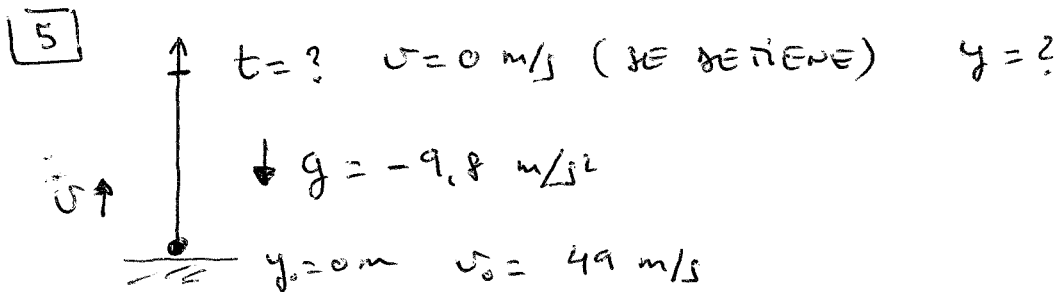 5
t = ? v = 0 m/s (SE DETIENE) y = ?
g = -9,8 m/s²
v
y₀ = 0 m v₀ = 49 m/s